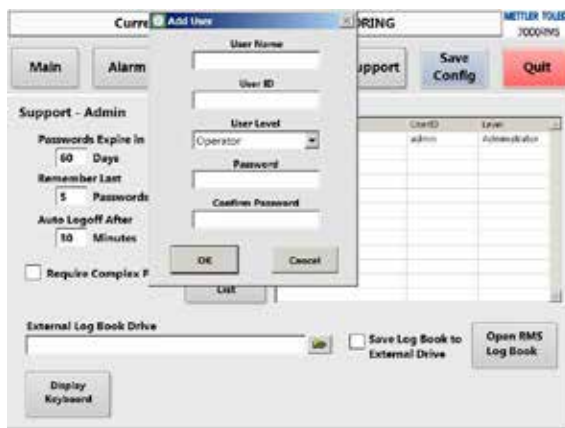 Curre
Add User
ORING
METTLER TOLED
7000RMS
Main
Alarm
upport
Save
Config
Quit
User Name
User ID
User Level
Operator
Password
Confirm Password
OK
Cancel
Support - Admin
Passwords Expire in
60 Days
Remember Last
5 Passwords
Auto Logoff After
10 Minutes
Require Complex P
List
UserID
Level
admin
Administrator
External Log Book Drive
Save Log Book to
External Drive
Open RMS
Log Book
Display
Keyboard